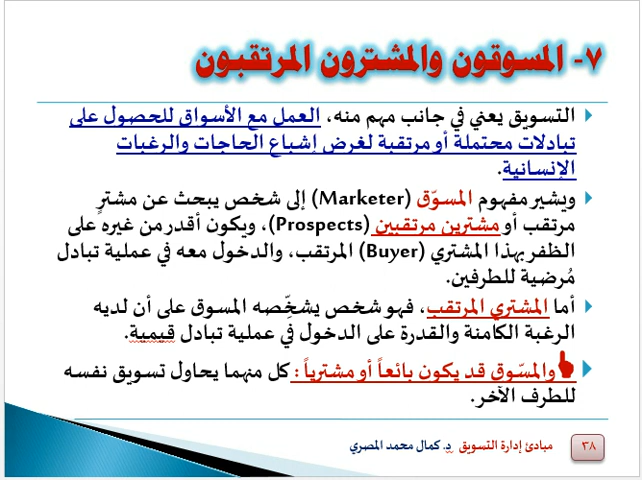 ٧- المسوقون والمشترون المرتقبون
التسويق يعني في جانب مهم منه، العمل مع الأسواق للحصول على
تبادلات محتملة أو مرتقبة لغرض إشباع الحاجات والرغبات
الإنسانية.
ويشير مفهوم المسوّق (Marketer) إلى شخص يبحث عن مشترٍ
مرتقب أو مشترين مرتقبين (Prospects)، ويكون أقدر من غيره على
الظفر بهذا المشتري (Buyer) المرتقب، والدخول معه في عملية تبادل
مُرضية للطرفين.
أما المشتري المرتقب، فهو شخص يشخِّصه المسوق على أن لديه
الرغبة الكامنة والقدرة على الدخول في عملية تبادل قيمية.
والمسّوق قد يكون بائعاً أو مشترياً: كل منهما يحاول تسويق نفسه
للطرف الآخر.
مبادئ إدارة التسويق د. كمال محمد المصري
٣٨